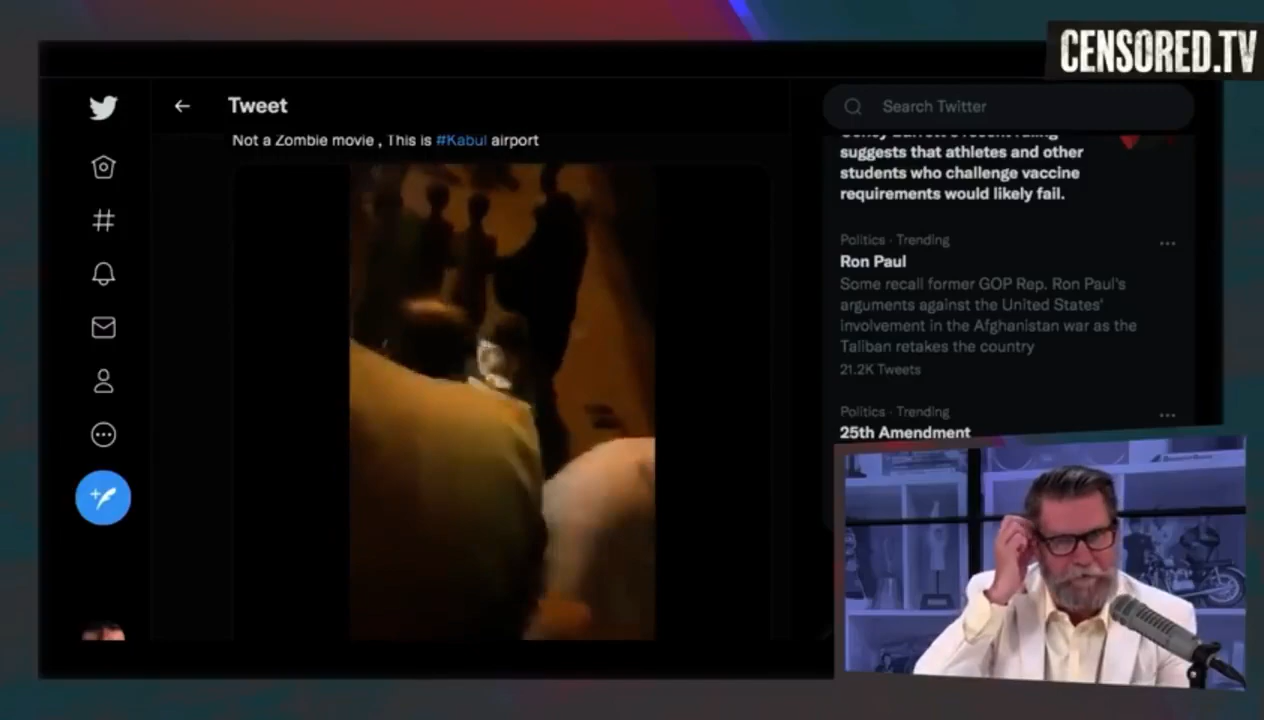 CENSORED.TV
Tweet
Search Twitter
Not a Zombie movie , This is #Kabul airport
suggests that athletes and other
students who challenge vaccine
requirements would likely fail.
Politics · Trending
Ron Paul
Some recall former GOP Rep. Ron Paul's
arguments against the United States'
involvement in the Afghanistan war as the
Taliban retakes the country
21.2K Tweets
Politics · Trending
25th Amendment